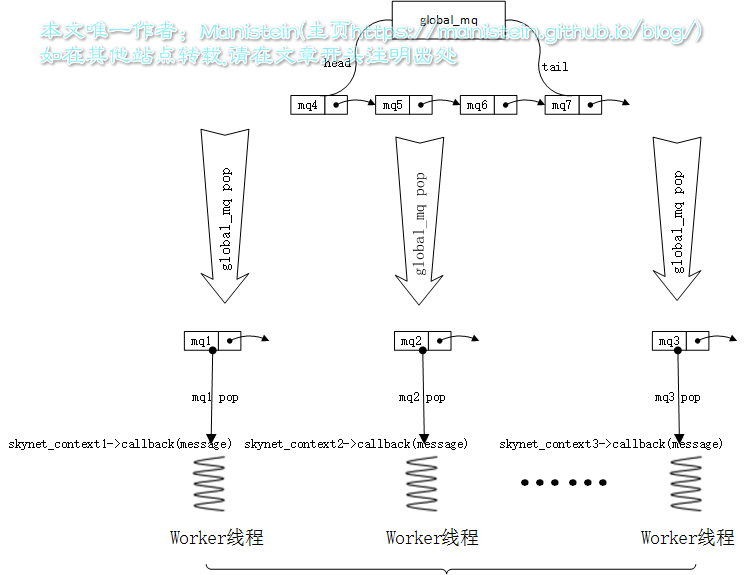 global_mq
本文唯一作者：Manistein(主页https://manistein.github.io/blog/)
如在其他站点转载,请在文章开头注明出处
head
tail
mq4 mq5 mq6 mq7
global_mq pop global_mq pop global_mq pop
mq1 mq2 mq3
mq1 pop mq2 pop mq3 pop
skynet_context1->callback(message) skynet_context2->callback(message) skynet_context3->callback(message)
Worker线程 Worker线程 Worker线程